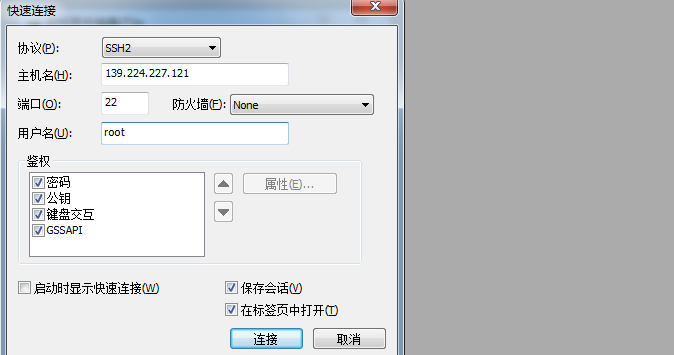 快速连接
协议(P): SSH2
主机名(H): 139.224.227.121
端口(O): 22 防火墙(F): None
用户名(U): root
鉴权
密码 属性(E)...
公钥
键盘交互
GSSAPI
启动时显示快速连接(W) 保存会话(V)
在标签页中打开(T)
连接 取消